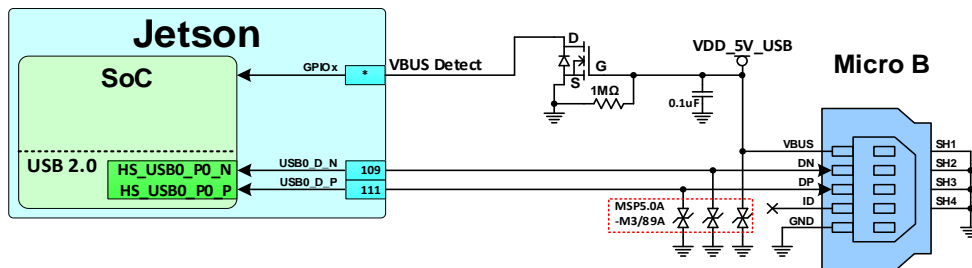 Jetson
SoC
GPIOx
*
VBUS Detect
D
G
S
1MΩ
0.1uF
VDD_5V_USB
Micro B
USB 2.0
HS_USB0_P0_N
HS_USB0_P0_P
USB0_D_N
109
USB0_D_P
111
MSP5.0A
-M3/89A
VBUS
DN
DP
ID
GND
SH1
SH2
SH3
SH4